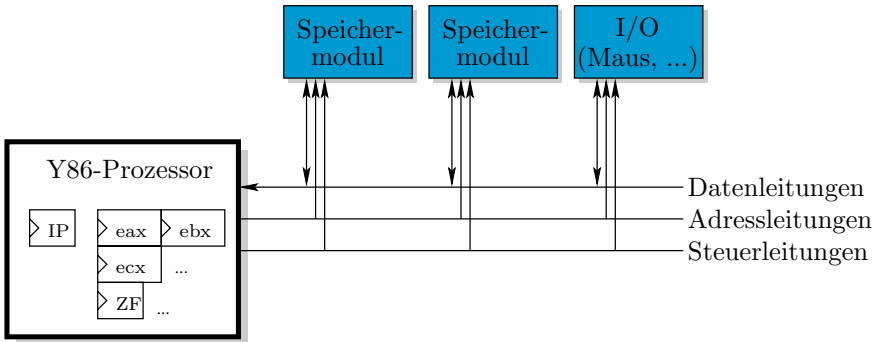 Speicher-
modul
Speicher-
modul
I/O
(Maus, ...)
Y86-Prozessor
IP
eax
ebx
ecx
...
ZF
...
Datenleitungen
Adressleitungen
Steuerleitungen